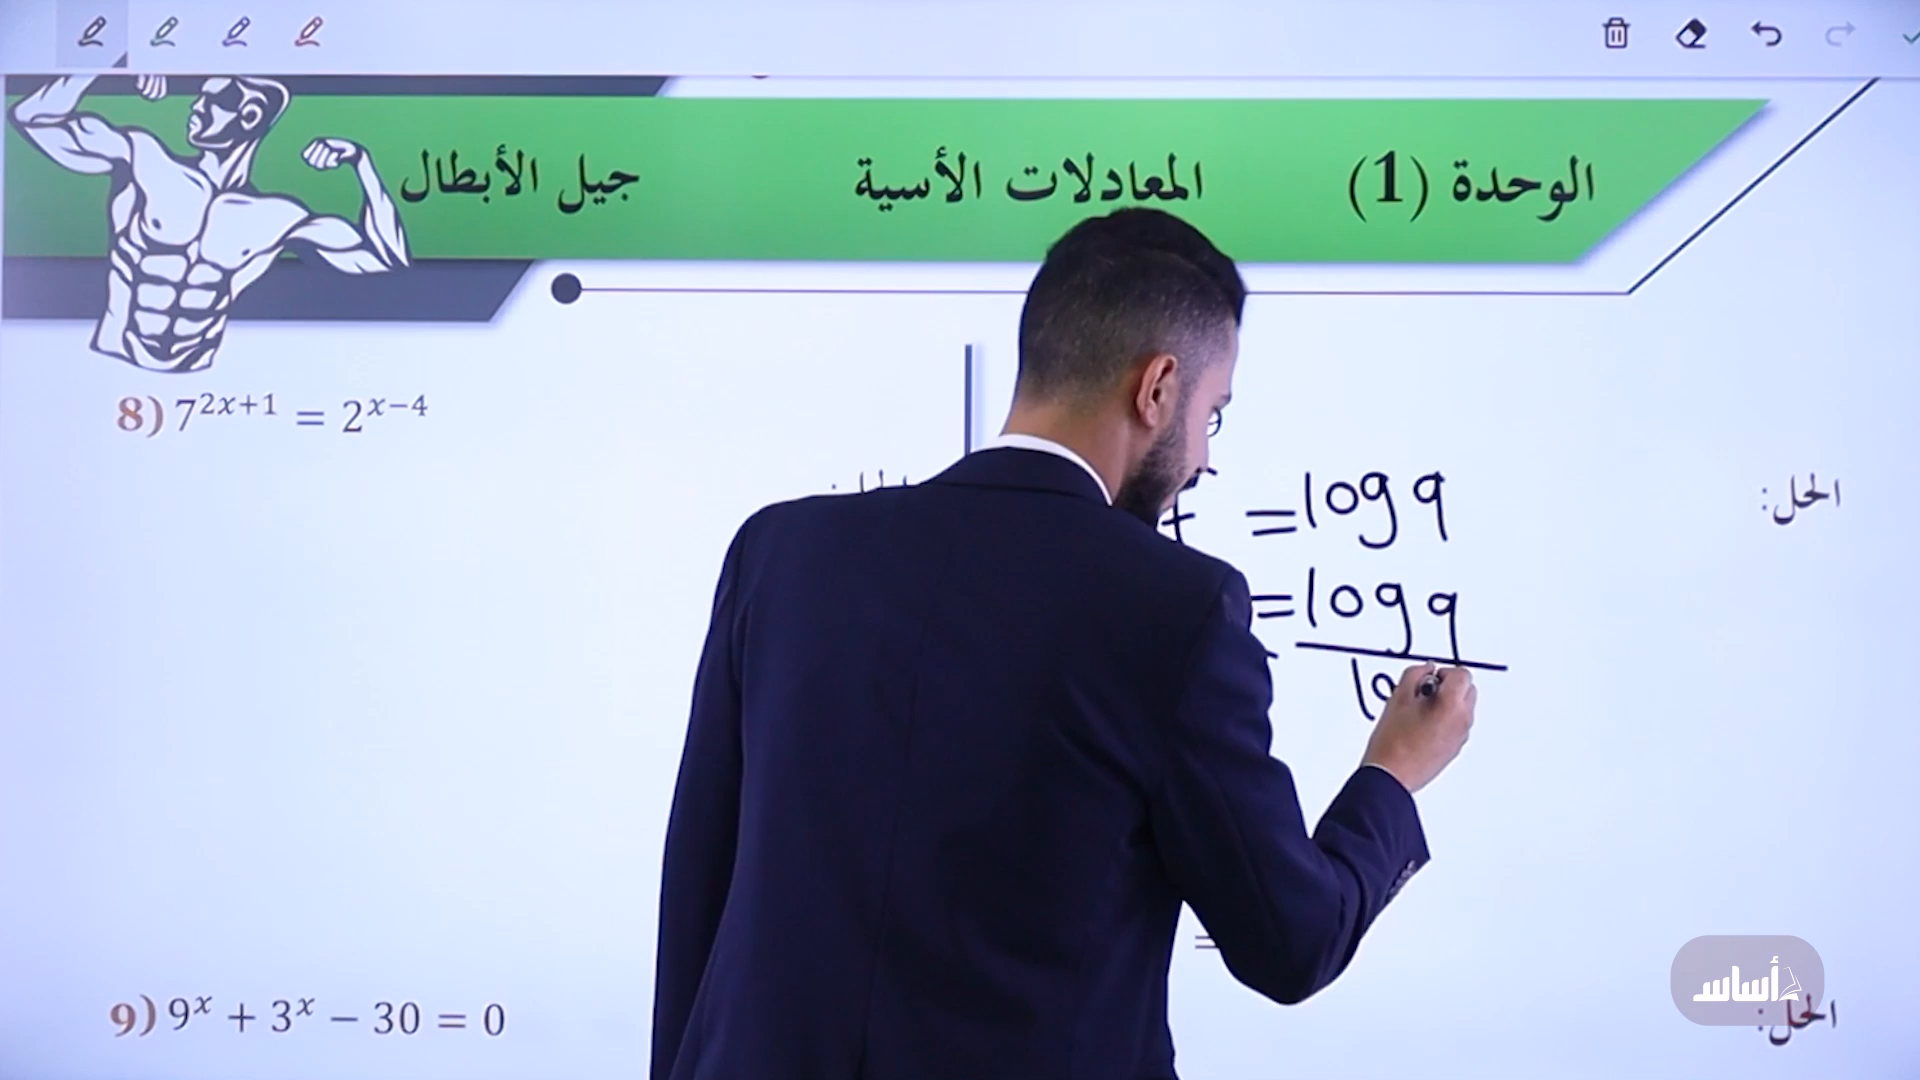 الوحدة (1) المعادلات الأسية جيل الأبطال
8) 7^{2x+1} = 2^{x-4}
= log 9
الحل:
= log 9
=
9) 9^x + 3^x − 30 = 0
الحل:
أساس